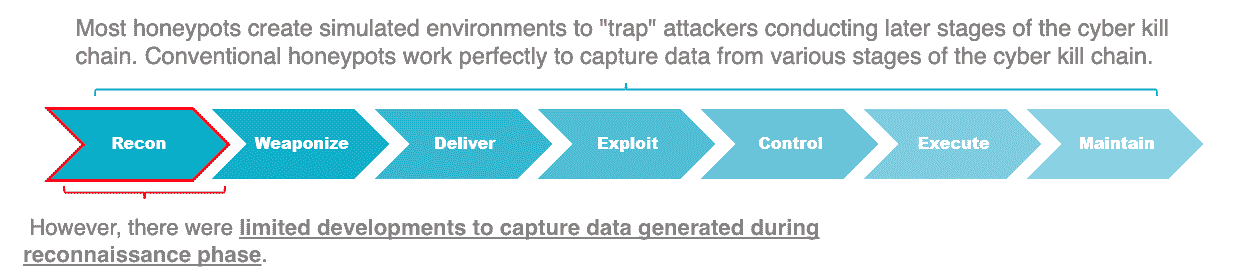 Most honeypots create simulated environments to "trap" attackers conducting later stages of the cyber kill
chain. Conventional honeypots work perfectly to capture data from various stages of the cyber kill chain.
Recon Weaponize Deliver Exploit Control Execute Maintain
However, there were limited developments to capture data generated during
reconnaissance phase.